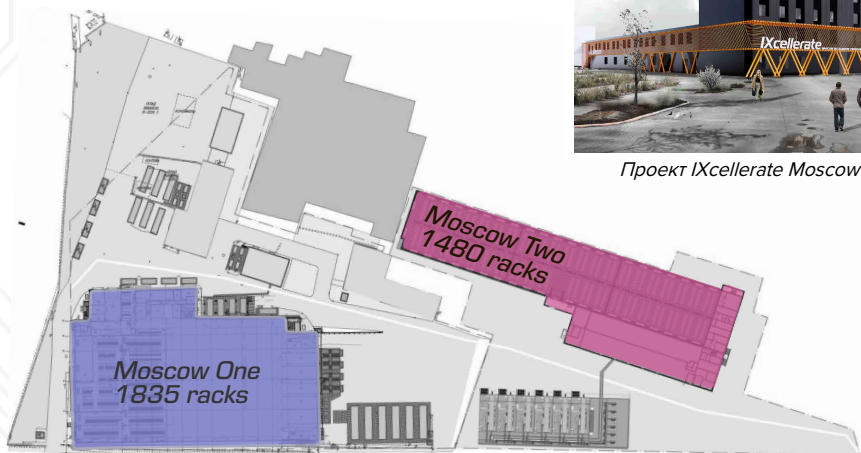 IXcellerate
Проект IXcellerate Moscow
Moscow Two
1480 racks
Moscow One
1835 racks